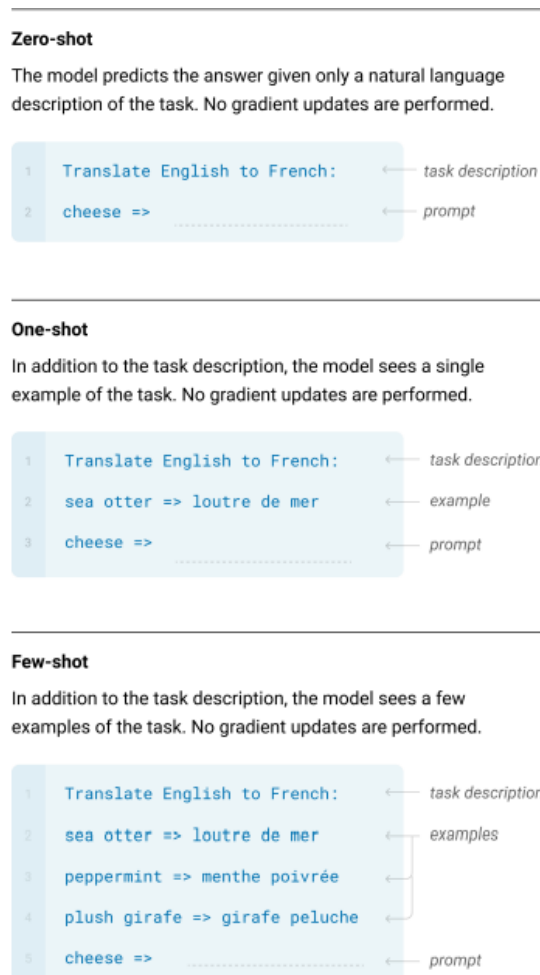 Zero-shot
The model predicts the answer given only a natural language
description of the task. No gradient updates are performed.
1 Translate English to French: task description
2 cheese => prompt
One-shot
In addition to the task description, the model sees a single
example of the task. No gradient updates are performed.
1 Translate English to French: task description
2 sea otter => loutre de mer example
3 cheese => prompt
Few-shot
In addition to the task description, the model sees a few
examples of the task. No gradient updates are performed.
1 Translate English to French: task description
2 sea otter => loutre de mer examples
3 peppermint => menthe poivrée
4 plush girafe => girafe peluche
5 cheese => prompt